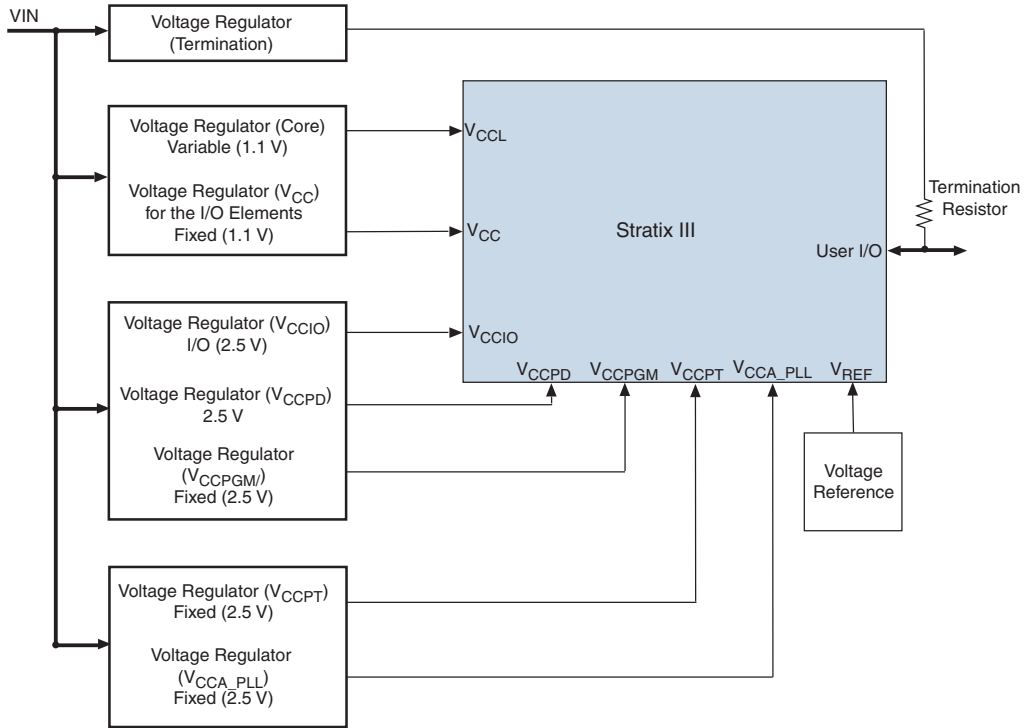 VIN
Voltage Regulator
(Termination)
Voltage Regulator (Core)
Variable (1.1 V)
Voltage Regulator (VCC)
for the I/O Elements
Fixed (1.1 V)
Voltage Regulator (VCCIO)
I/O (2.5 V)
Voltage Regulator (VCCPD)
2.5 V
Voltage Regulator
(VCCPGM/)
Fixed (2.5 V)
Voltage Regulator (VCCPT)
Fixed (2.5 V)
Voltage Regulator
(VCCA_PLL)
Fixed (2.5 V)
VCCL
VCC
VCCIO
Stratix III
User I/O
VCCPD
VCCPGM
VCCPT
VCCA_PLL
VREF
Termination
Resistor
Voltage
Reference